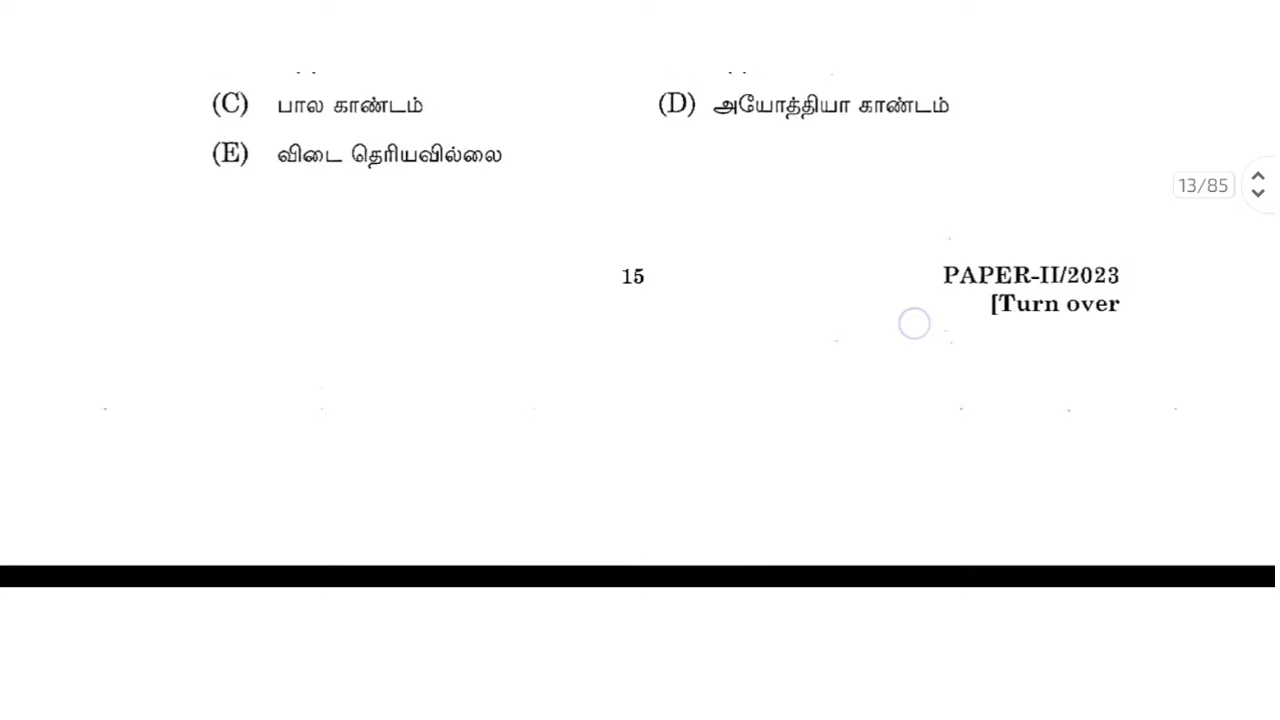 (C) பால காண்டம் (D) அயோத்தியா காண்டம்
(E) விடை தெரியவில்லை
13/85
15 PAPER-II/2023
[Turn over